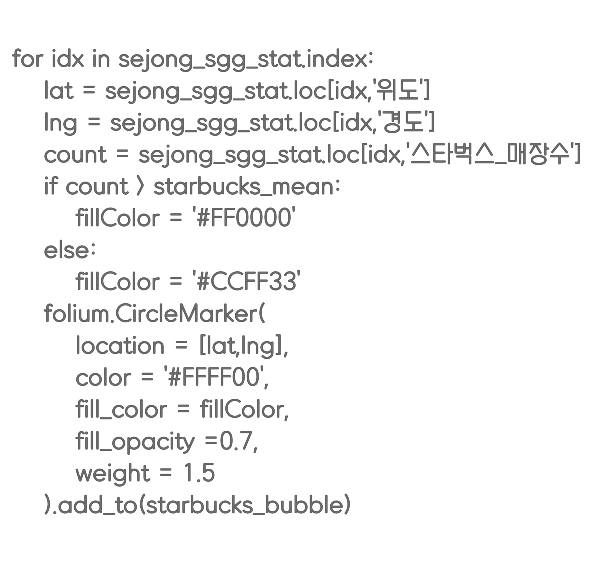 for idx in sejong_sgg_stat.index:
    lat = sejong_sgg_stat.loc[idx,'위도']
    lng = sejong_sgg_stat.loc[idx,'경도']
    count = sejong_sgg_stat.loc[idx,'스타벅스_매장수']
    if count > starbucks_mean:
        fillColor = '#FF0000'
    else:
        fillColor = '#CCFF33'
    folium.CircleMarker(
        location = [lat,lng],
        color = '#FFFF00',
        fill_color = fillColor,
        fill_opacity =0.7,
        weight = 1.5
    ).add_to(starbucks_bubble)